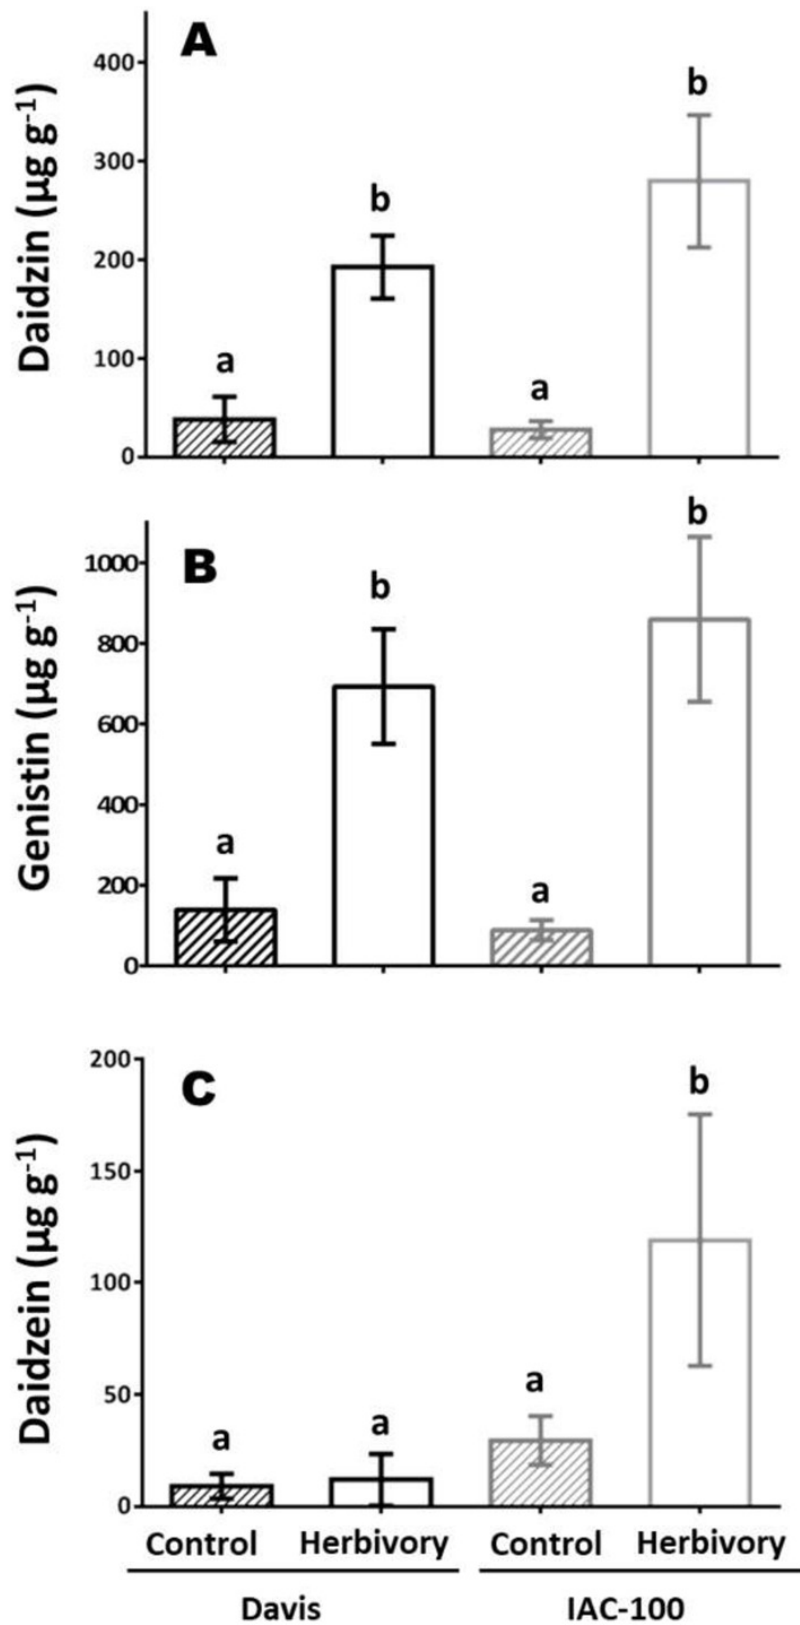 A
Daidzin (µg g⁻¹)
400
300
200
100
0
a
b
a
b
B
Genistin (µg g⁻¹)
1000
800
600
400
200
0
a
b
a
b
C
Daidzein (µg g⁻¹)
200
150
100
50
0
a
a
a
b
Control Herbivory Control Herbivory
Davis IAC-100